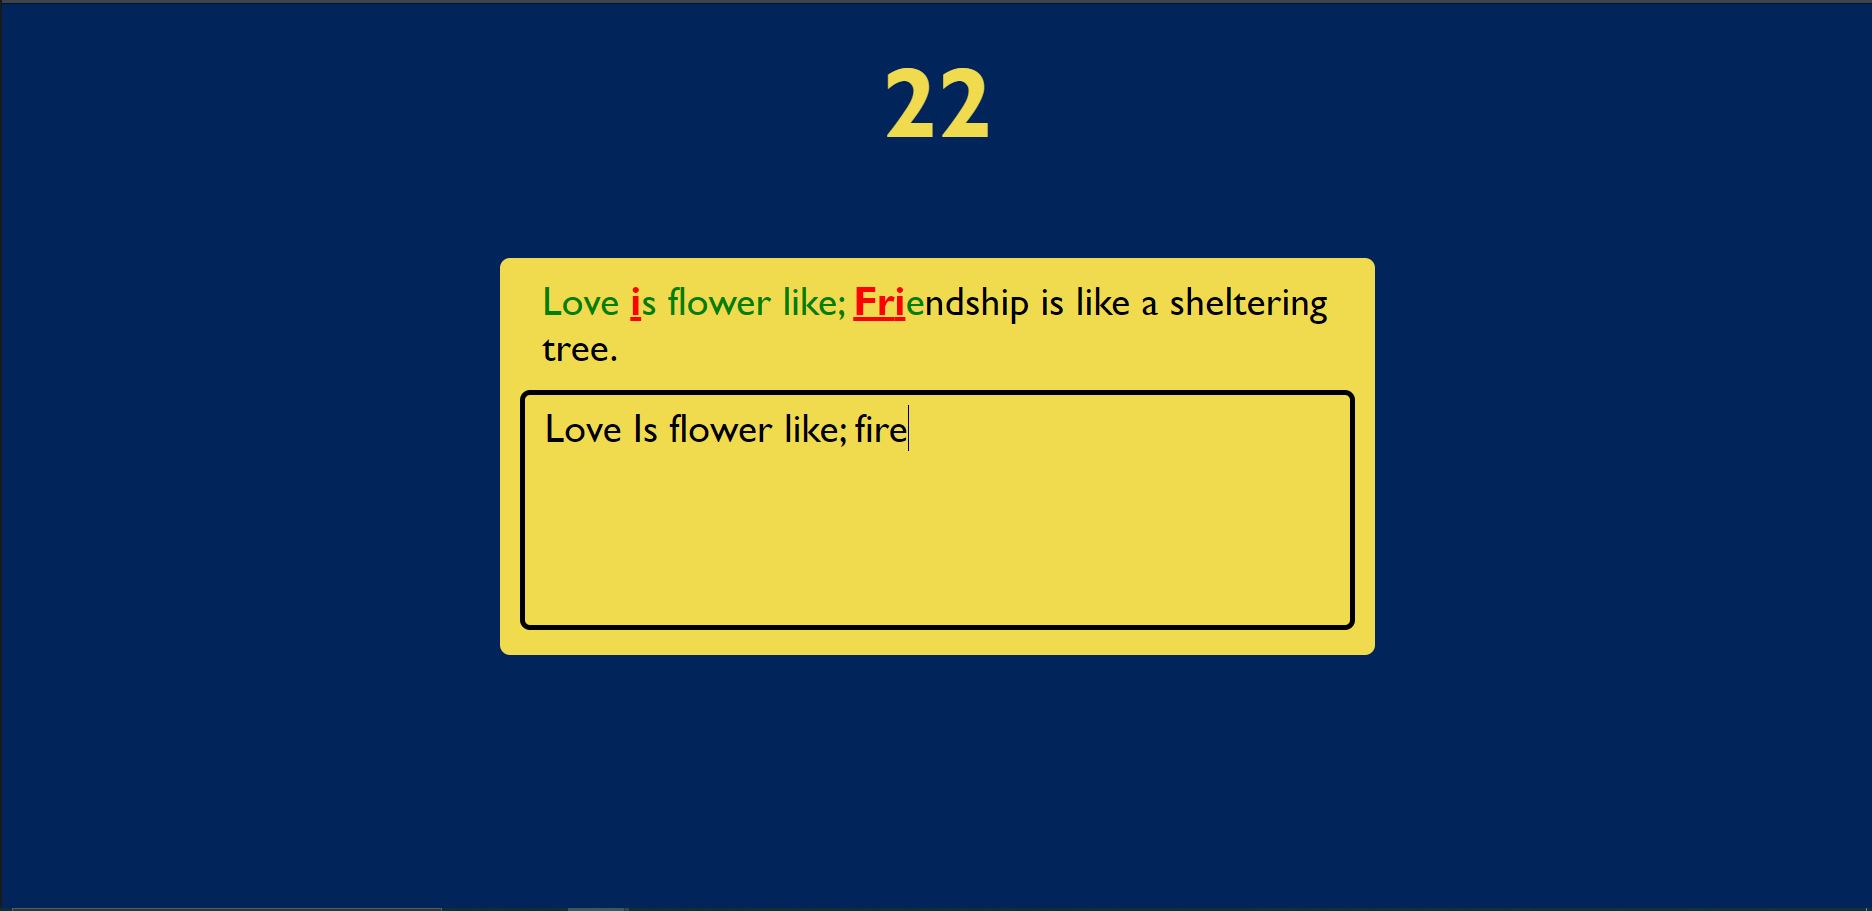 22
Love is flower like; Friendship is like a sheltering
tree.
Love Is flower like; fire